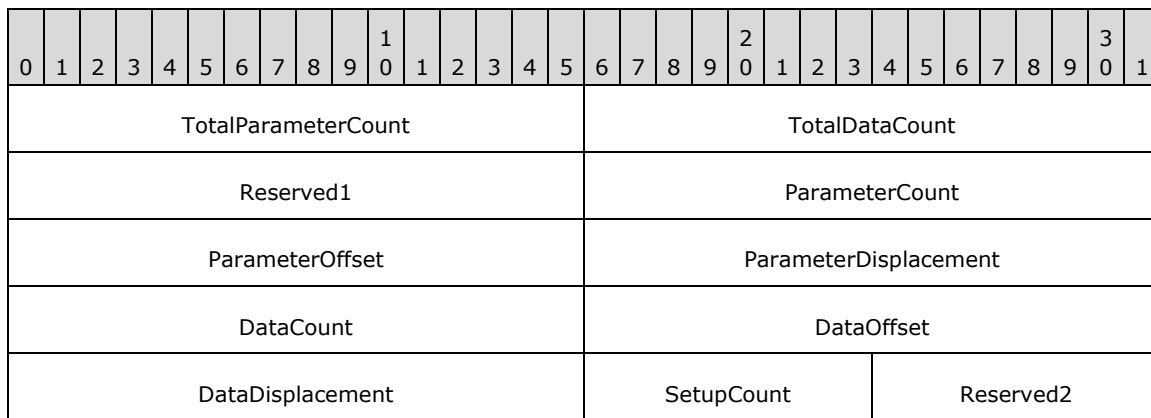 1 2 3
0 1 2 3 4 5 6 7 8 9 0 1 2 3 4 5 6 7 8 9 0 1 2 3 4 5 6 7 8 9 0 1
TotalParameterCount TotalDataCount
Reserved1 ParameterCount
ParameterOffset ParameterDisplacement
DataCount DataOffset
DataDisplacement SetupCount Reserved2